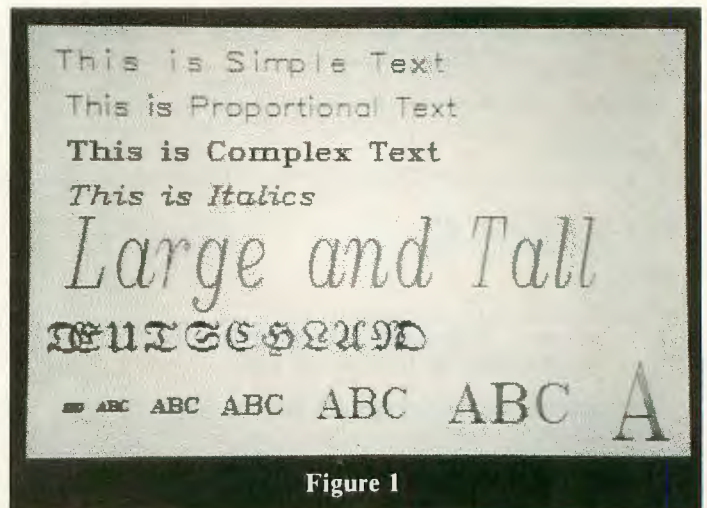 This is Simple Text
This is Proportional Text
This is Complex Text
This is Italics
Large and Tall
DEUTSCHLAND
ABC ABC ABC ABC ABC A
Figure 1